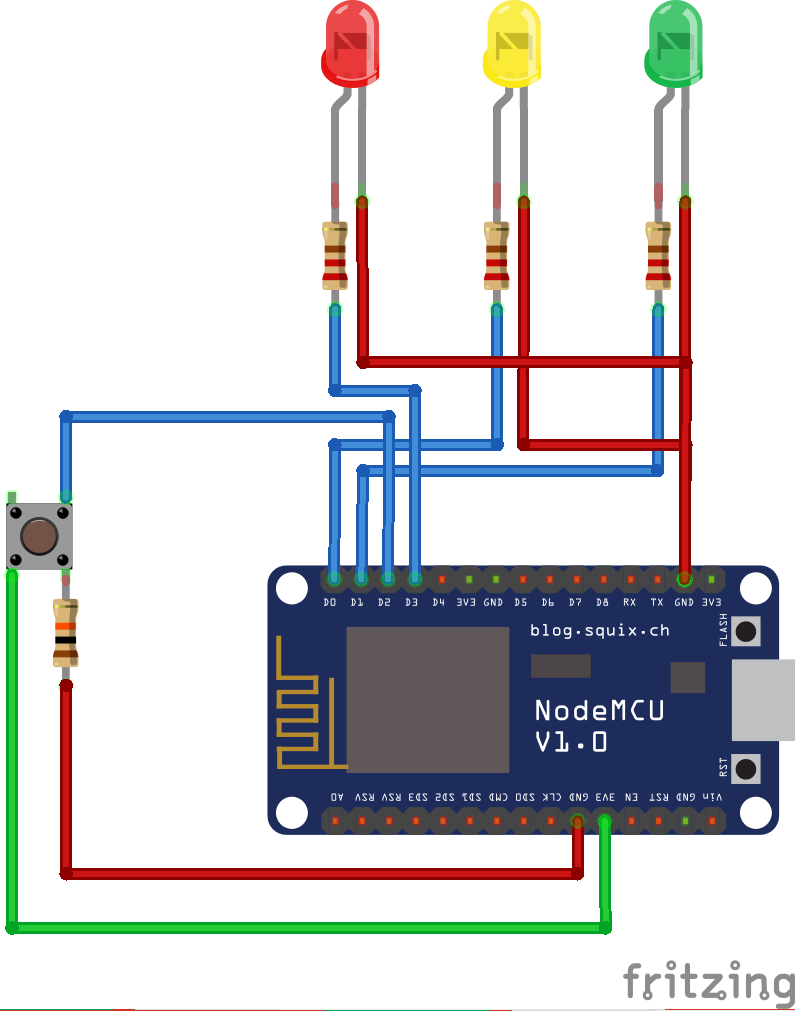 D0 D1 D2 D3 D4 3V3 GND D5 D6 D7 D8 RX TX GND 3V3
FLASH
blog.squix.ch
NodeMCU
V1.0
RST
A0 RSV RSV SD3 SD2 SD1 CMD SD0 CLK GND 3V3 EN RST GND Vin
fritzing